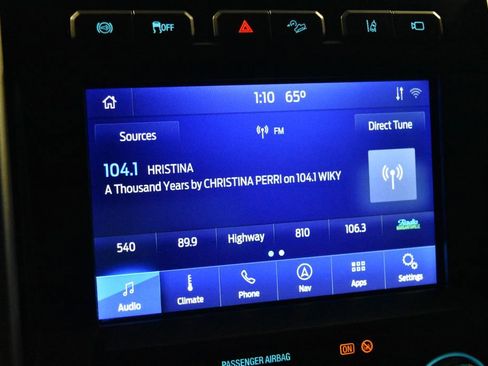 OFF
1:10 65°
Sources
FM
Direct Tune
104.1 HRISTINA
A Thousand Years by CHRISTINA PERRI on 104.1 WIKY
540 89.9 Highway 810 106.3
Audio Climate Phone Nav Apps Settings
ON
PASSENGER AIRBAG